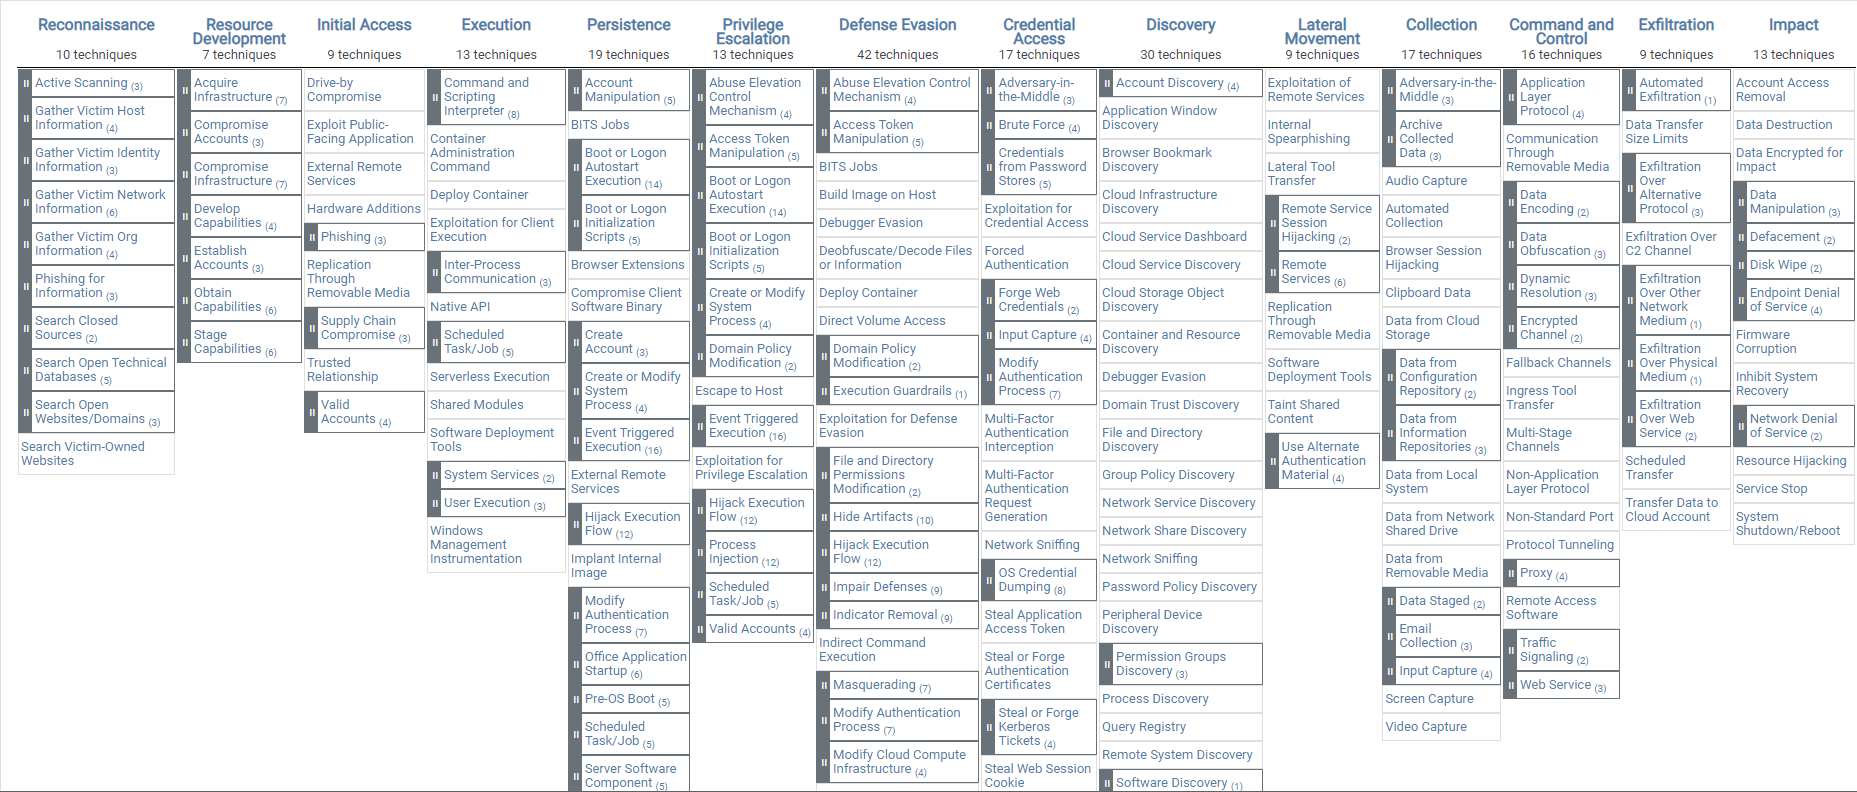 Reconnaissance
10 techniques
Active Scanning (3)
Gather Victim Host
Information (4)
Gather Victim Identity
Information (3)
Gather Victim Network
Information (6)
Gather Victim Org
Information (4)
Phishing for
Information (3)
Search Closed
Sources (2)
Search Open Technical
Databases (5)
Search Open
Websites/Domains (3)
Search Victim-Owned
Websites
Resource
Development
7 techniques
Acquire
Infrastructure (7)
Compromise
Accounts (3)
Compromise
Infrastructure (7)
Develop
Capabilities (4)
Establish
Accounts (3)
Obtain
Capabilities (6)
Stage
Capabilities (6)
Initial Access
9 techniques
Drive-by
Compromise
Exploit Public-
Facing Application
External Remote
Services
Hardware Additions
Phishing (3)
Replication
Through
Removable Media
Supply Chain
Compromise (3)
Trusted
Relationship
Valid
Accounts (4)
Execution
13 techniques
Command and
Scripting
Interpreter (8)
Container
Administration
Command
Deploy Container
Exploitation for Client
Execution
Inter-Process
Communication (3)
Native API
Scheduled
Task/Job (5)
Serverless Execution
Shared Modules
Software Deployment
Tools
System Services (2)
User Execution (3)
Windows
Management
Instrumentation
Persistence
19 techniques
Account
Manipulation (5)
BITS Jobs
Boot or Logon
Autostart
Execution (14)
Boot or Logon
Initialization
Scripts (5)
Browser Extensions
Compromise Client
Software Binary
Create
Account (3)
Create or Modify
System
Process (4)
Event Triggered
Execution (16)
External Remote
Services
Hijack Execution
Flow (12)
Implant Internal
Image
Modify
Authentication
Process (7)
Office Application
Startup (6)
Pre-OS Boot (5)
Scheduled
Task/Job (5)
Server Software
Component (5)
Privilege
Escalation
13 techniques
Abuse Elevation
Control
Mechanism (4)
Access Token
Manipulation (5)
Boot or Logon
Autostart
Execution (14)
Boot or Logon
Initialization
Scripts (5)
Create or Modify
System
Process (4)
Domain Policy
Modification (2)
Escape to Host
Event Triggered
Execution (16)
Exploitation for
Privilege Escalation
Hijack Execution
Flow (12)
Process
Injection (12)
Scheduled
Task/Job (5)
Valid Accounts (4)
Defense Evasion
42 techniques
Abuse Elevation Control
Mechanism (4)
Access Token
Manipulation (5)
BITS Jobs
Build Image on Host
Debugger Evasion
Deobfuscate/Decode Files
or Information
Deploy Container
Direct Volume Access
Domain Policy
Modification (2)
Execution Guardrails (1)
Exploitation for Defense
Evasion
File and Directory
Permissions
Modification (2)
Hide Artifacts (10)
Hijack Execution
Flow (12)
Impair Defenses (9)
Indicator Removal (9)
Indirect Command
Execution
Masquerading (7)
Modify Authentication
Process (7)
Modify Cloud Compute
Infrastructure (4)
Credential
Access
17 techniques
Adversary-in-
the-Middle (3)
Brute Force (4)
Credentials
from Password
Stores (5)
Exploitation for
Credential Access
Forced
Authentication
Forge Web
Credentials (2)
Input Capture (4)
Modify
Authentication
Process (7)
Multi-Factor
Authentication
Interception
Multi-Factor
Authentication
Request
Generation
Network Sniffing
OS Credential
Dumping (8)
Steal Application
Access Token
Steal or Forge
Authentication
Certificates
Steal or Forge
Kerberos
Tickets (4)
Steal Web Session
Cookie
Discovery
30 techniques
Account Discovery (4)
Application Window
Discovery
Browser Bookmark
Discovery
Cloud Infrastructure
Discovery
Cloud Service Dashboard
Cloud Service Discovery
Cloud Storage Object
Discovery
Container and Resource
Discovery
Debugger Evasion
Domain Trust Discovery
File and Directory
Discovery
Group Policy Discovery
Network Service Discovery
Network Share Discovery
Network Sniffing
Password Policy Discovery
Peripheral Device
Discovery
Permission Groups
Discovery (3)
Process Discovery
Query Registry
Remote System Discovery
Software Discovery (1)
Lateral
Movement
9 techniques
Exploitation of
Remote Services
Internal
Spearphishing
Lateral Tool
Transfer
Remote Service
Session
Hijacking (2)
Remote
Services (6)
Replication
Through
Removable Media
Software
Deployment Tools
Taint Shared
Content
Use Alternate
Authentication
Material (4)
Collection
17 techniques
Adversary-in-the-
Middle (3)
Archive
Collected
Data (3)
Audio Capture
Automated
Collection
Browser Session
Hijacking
Clipboard Data
Data from Cloud
Storage
Data from
Configuration
Repository (2)
Data from
Information
Repositories (3)
Data from Local
System
Data from Network
Shared Drive
Data from
Removable Media
Data Staged (2)
Email
Collection (3)
Input Capture (4)
Screen Capture
Video Capture
Command and
Control
16 techniques
Application
Layer
Protocol (4)
Communication
Through
Removable Media
Data
Encoding (2)
Data
Obfuscation (3)
Dynamic
Resolution (3)
Encrypted
Channel (2)
Fallback Channels
Ingress Tool
Transfer
Multi-Stage
Channels
Non-Application
Layer Protocol
Non-Standard Port
Protocol Tunneling
Proxy (4)
Remote Access
Software
Traffic
Signaling (2)
Web Service (3)
Exfiltration
9 techniques
Automated
Exfiltration (1)
Data Transfer
Size Limits
Exfiltration
Over
Alternative
Protocol (3)
Exfiltration Over
C2 Channel
Exfiltration
Over Other
Network
Medium (1)
Exfiltration
Over Physical
Medium (1)
Exfiltration
Over Web
Service (2)
Scheduled
Transfer
Transfer Data to
Cloud Account
Impact
13 techniques
Account Access
Removal
Data Destruction
Data Encrypted for
Impact
Data
Manipulation (3)
Defacement (2)
Disk Wipe (2)
Endpoint Denial
of Service (4)
Firmware
Corruption
Inhibit System
Recovery
Network Denial
of Service (2)
Resource Hijacking
Service Stop
System
Shutdown/Reboot